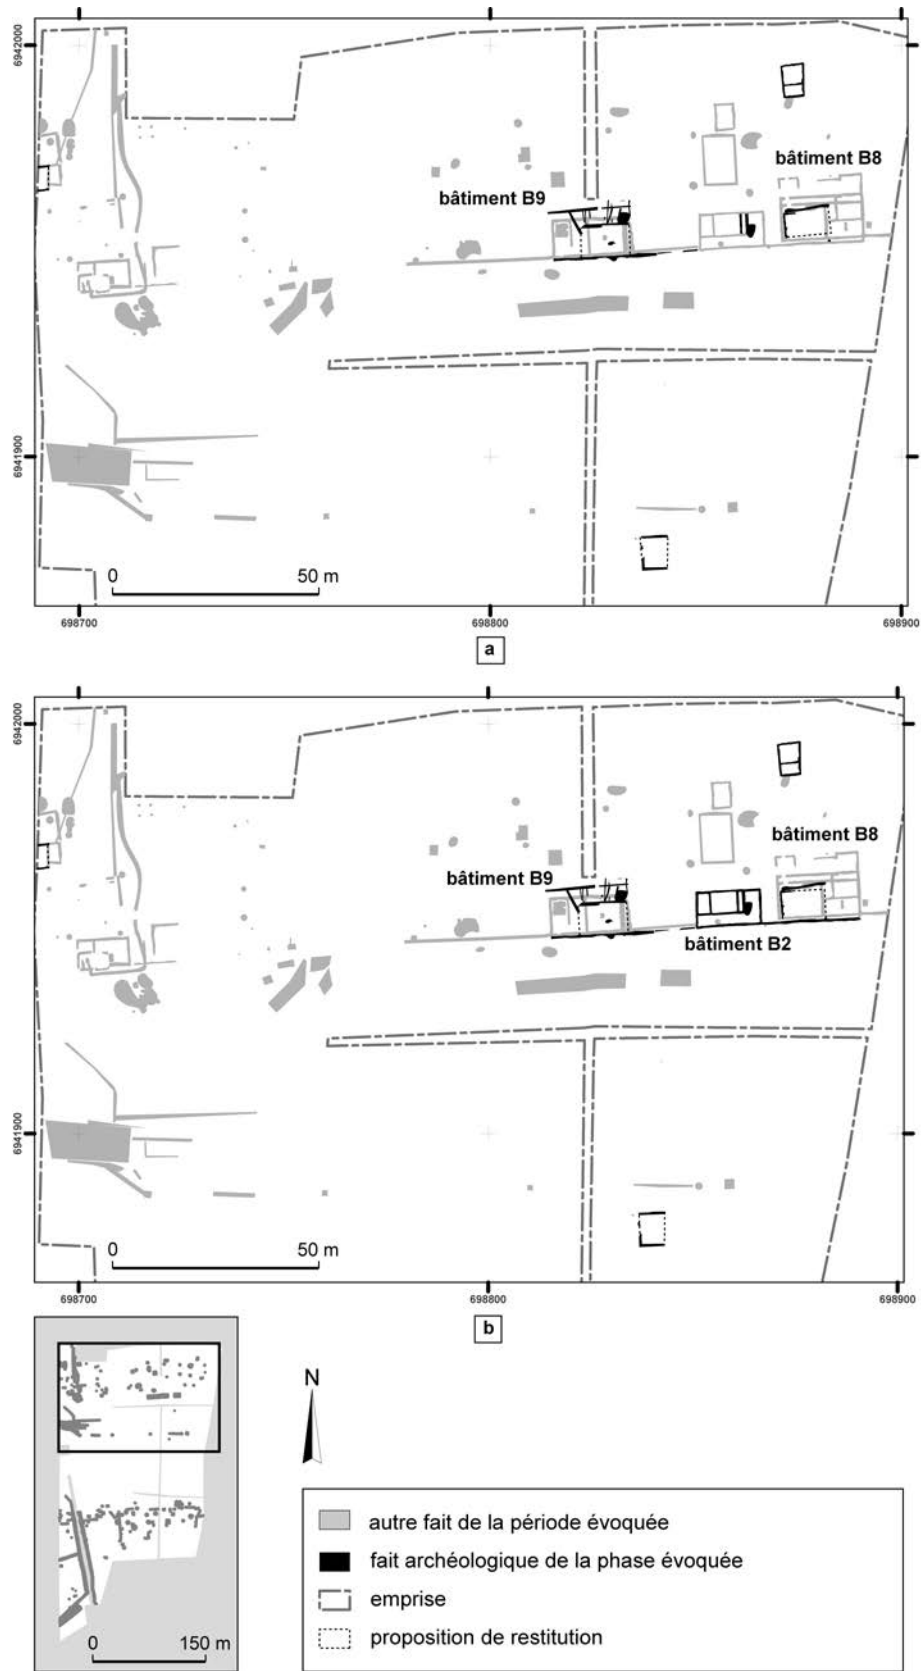 6942000
bâtiment B8
bâtiment B9
6941900
0 50 m
698700 698800 698900
a
6942000
bâtiment B8
bâtiment B9
bâtiment B2
6941900
0 50 m
698700 698800 698900
b
N
autre fait de la période évoquée
fait archéologique de la phase évoquée
emprise
proposition de restitution
0 150 m